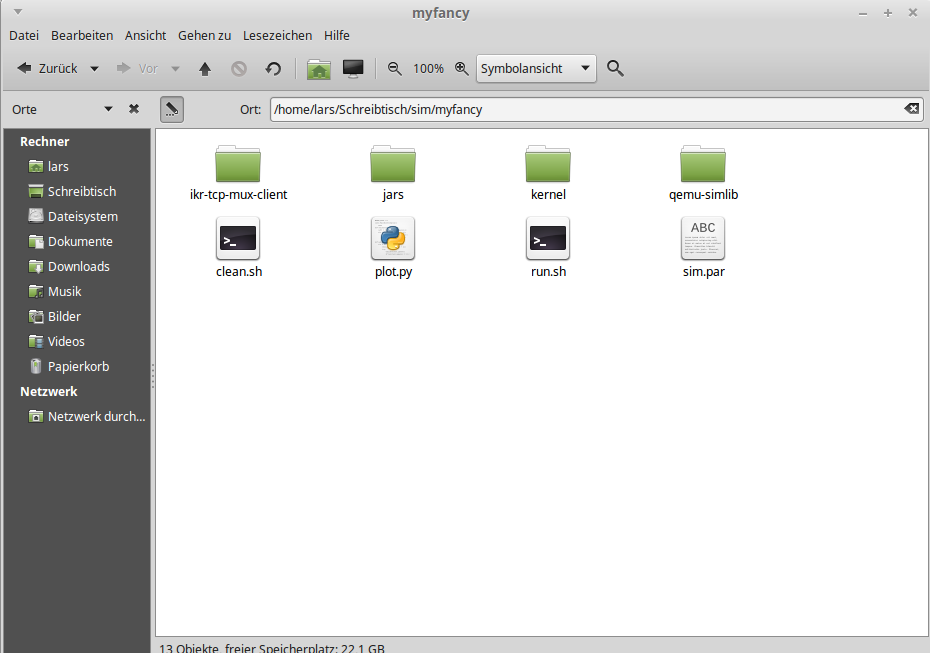 myfancy
Datei Bearbeiten Ansicht Gehen zu Lesezeichen Hilfe
Zurück Vor 100% Symbolansicht
Orte Ort: /home/lars/Schreibtisch/sim/myfancy
Rechner
lars
Schreibtisch
Dateisystem
Dokumente
Downloads
Musik
Bilder
Videos
Papierkorb
Netzwerk
Netzwerk durch...
ikr-tcp-mux-client jars kernel qemu-simlib
>_ >_ ABC
clean.sh plot.py run.sh sim.par
13 Objekte, freier Speicherplatz: 22,1 GB